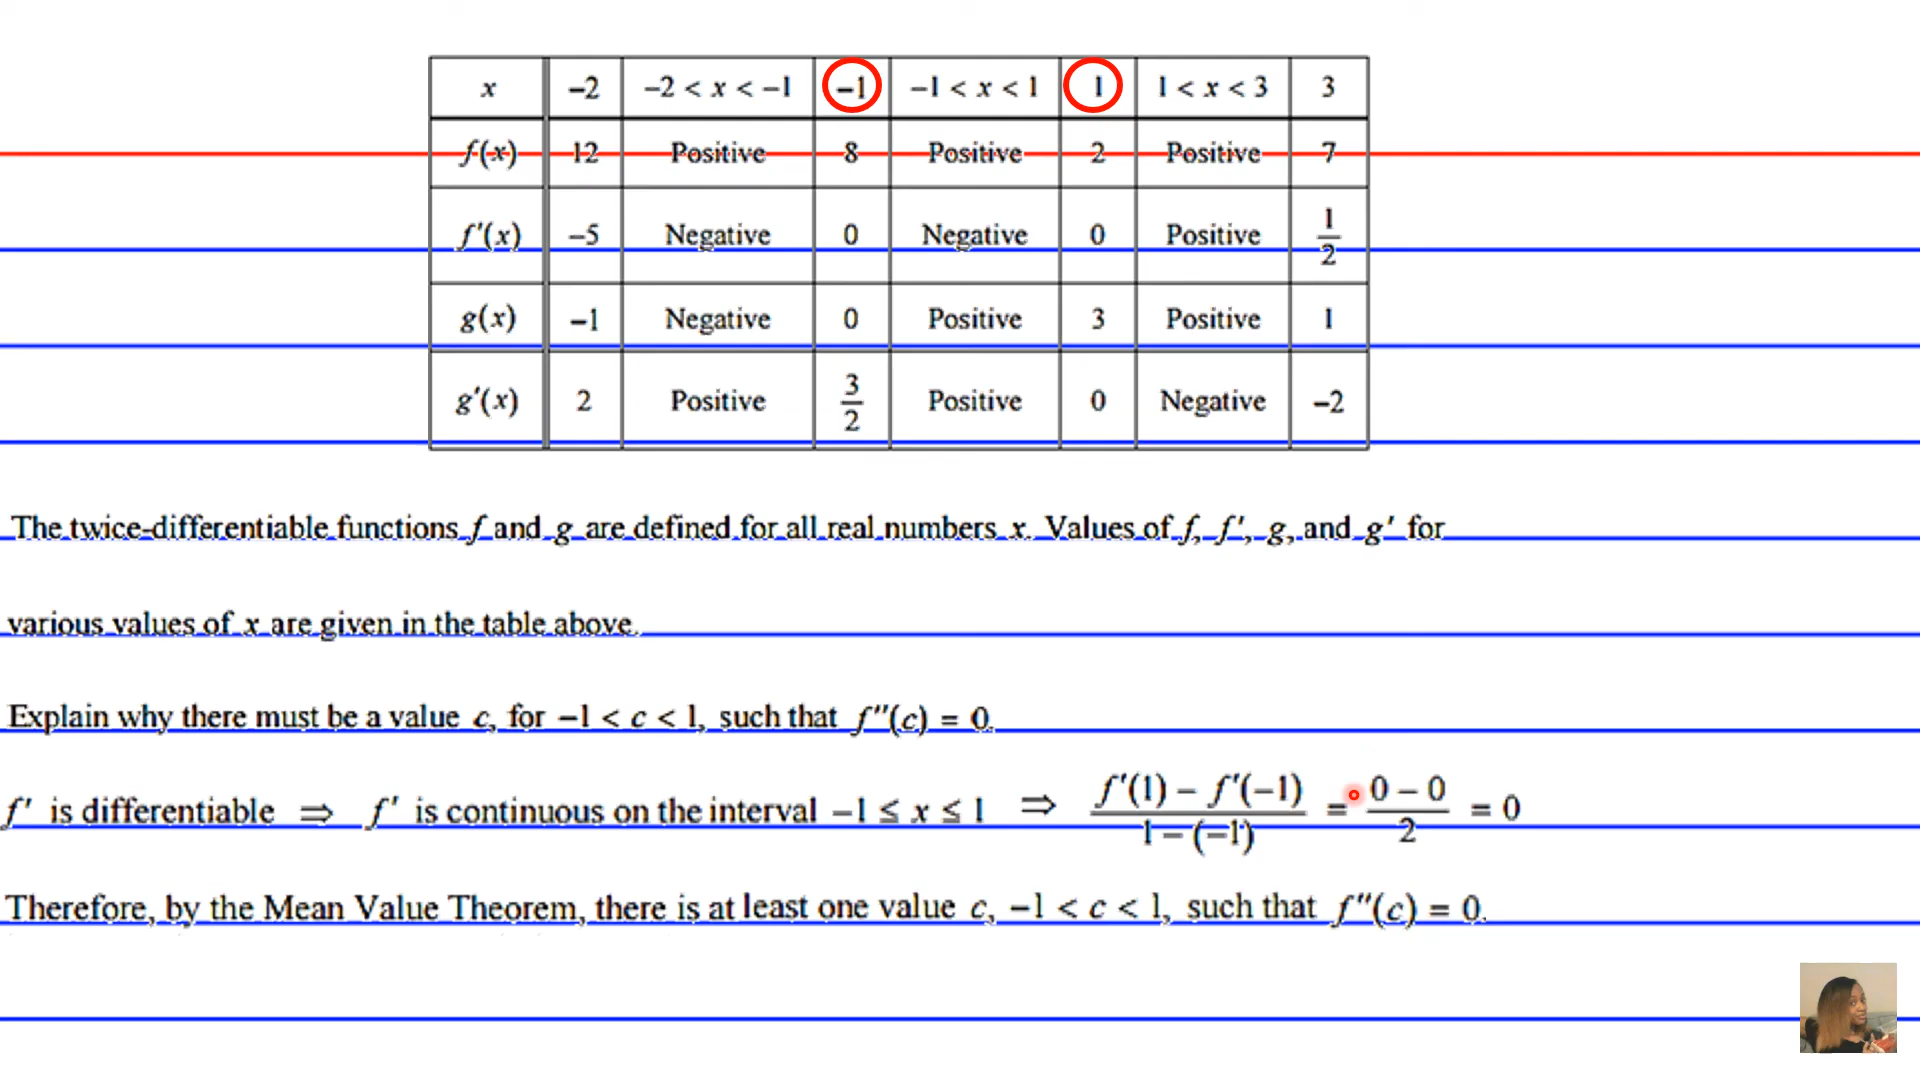 x -2 -2 < x < -1 -1 -1 < x < 1 1 1 < x < 3 3
f(x) 12 Positive 8 Positive 2 Positive 7
f′(x) -5 Negative 0 Negative 0 Positive 1/2
g(x) -1 Negative 0 Positive 3 Positive 1
g′(x) 2 Positive 3/2 Positive 0 Negative -2
The twice-differentiable functions f and g are defined for all real numbers x. Values of f, f′, g, and g′ for
various values of x are given in the table above.
Explain why there must be a value c, for -1 < c < 1, such that f″(c) = 0.
f′ is differentiable ⇒ f′ is continuous on the interval -1 ≤ x ≤ 1 ⇒ (f′(1) - f′(-1))/(1 - (-1)) = (0 - 0)/2 = 0
Therefore, by the Mean Value Theorem, there is at least one value c, -1 < c < 1, such that f″(c) = 0.